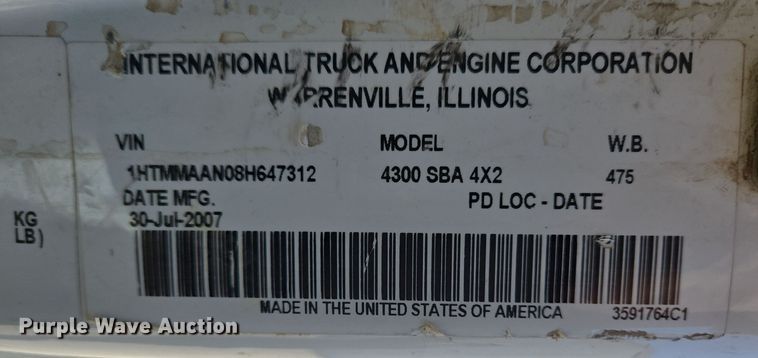 INTERNATIONAL TRUCK AND ENGINE CORPORATION
WARRENVILLE, ILLINOIS
VIN MODEL W.B.
1HTMMAAN08H647312 4300 SBA 4X2 475
DATE MFG. PD LOC - DATE
30-Jul-2007
KG
LB)
MADE IN THE UNITED STATES OF AMERICA 3591764C1
Purple Wave Auction